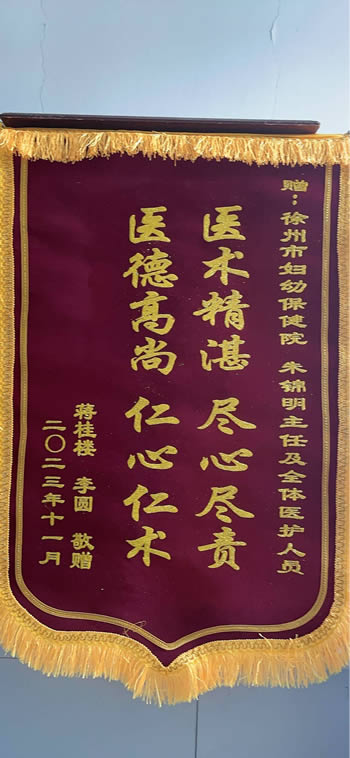 赠：徐州市妇幼保健院 朱锦明主任及全体医护人员
医术精湛 尽心尽责
医德高尚 仁心仁术
蒋桂楼 李圆 敬赠
二〇二三年十一月